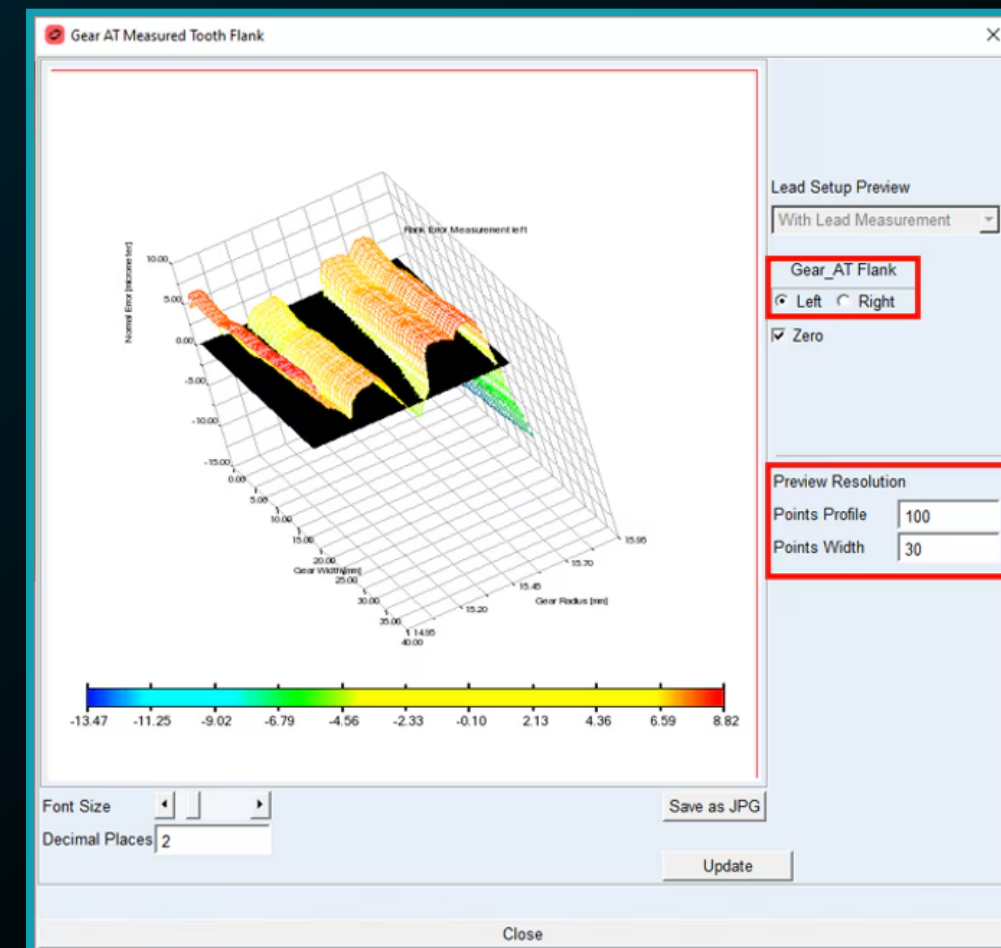 Gear AT Measured Tooth Flank
Flank Error Measurement left
Normal Error [micrometer]
10.00
5.00
0.00
-5.00
-10.00
-15.00
0.00
5.00
10.00
15.00
20.00
Gear Width[mm]
25.00
30.00
35.00
40.00
14.95
15.20
15.45
15.70
15.95
Gear Radius [mm]
-13.47 -11.25 -9.02 -6.79 -4.56 -2.33 -0.10 2.13 4.36 6.59 8.82
Lead Setup Preview
With Lead Measurement
Gear_AT Flank
Left Right
Zero
Preview Resolution
Points Profile 100
Points Width 30
Font Size
Save as JPG
Decimal Places 2
Update
Close